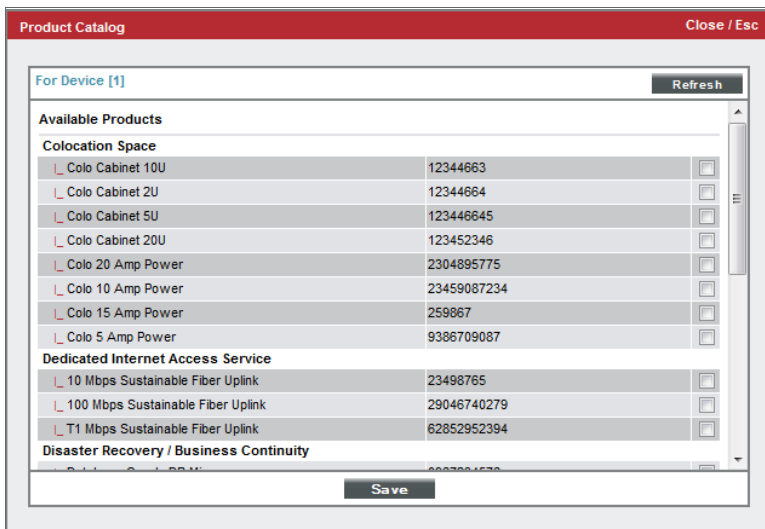 Product Catalog Close / Esc
For Device [1] Refresh
Available Products
Colocation Space
|_ Colo Cabinet 10U 12344663
|_ Colo Cabinet 2U 12344664
|_ Colo Cabinet 5U 123446645
|_ Colo Cabinet 20U 123452346
|_ Colo 20 Amp Power 2304895775
|_ Colo 10 Amp Power 23459087234
|_ Colo 15 Amp Power 259867
|_ Colo 5 Amp Power 9386709087
Dedicated Internet Access Service
|_ 10 Mbps Sustainable Fiber Uplink 23498765
|_ 100 Mbps Sustainable Fiber Uplink 29046740279
|_ T1 Mbps Sustainable Fiber Uplink 62852952394
Disaster Recovery / Business Continuity
Save